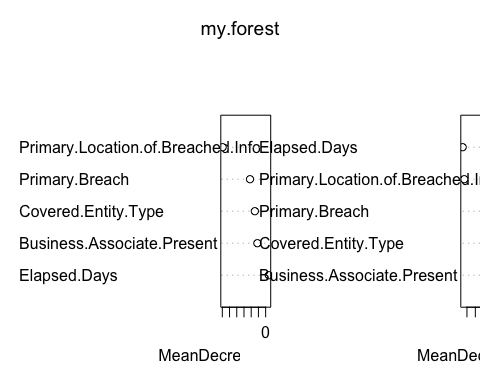 my.forest
Primary.Location.of.Breached.Info
Primary.Breach
Covered.Entity.Type
Business.Associate.Present
Elapsed.Days
0
MeanDecre
Elapsed.Days
Primary.Location.of.Breached.I
Primary.Breach
Covered.Entity.Type
Business.Associate.Present
MeanDec